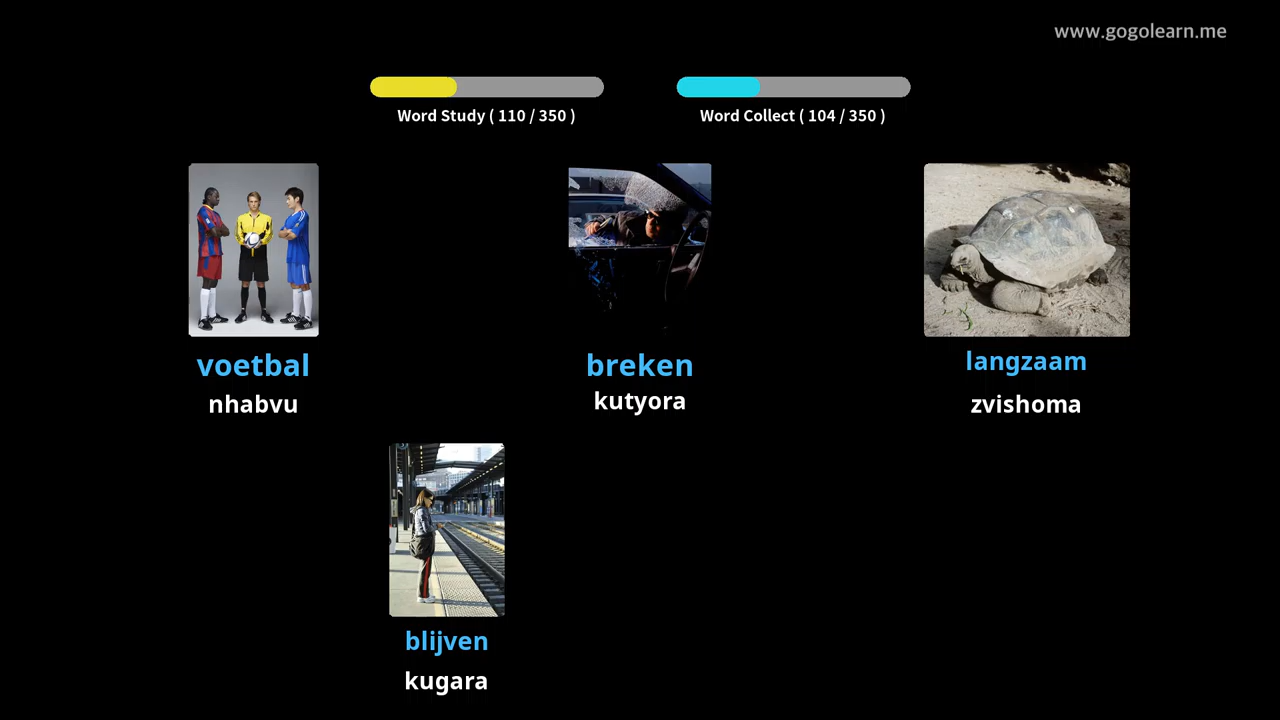 www.gogolearn.me
Word Study ( 110 / 350 )
Word Collect ( 104 / 350 )
voetbal
nhabvu
breken
kutyora
langzaam
zvishoma
blijven
kugara